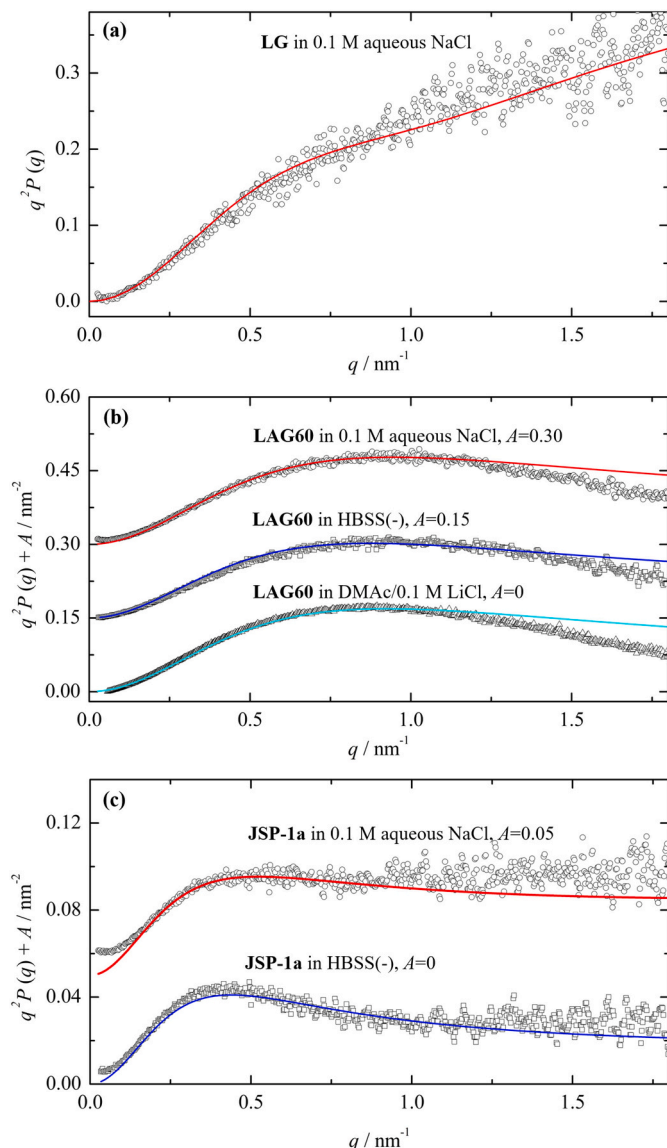 (a)
LG in 0.1 M aqueous NaCl
0.3
0.2
0.1
0.0
q²P (q)
0.0 0.5 1.0 1.5
q / nm⁻¹
(b)
0.60
LAG60 in 0.1 M aqueous NaCl, A=0.30
0.45
LAG60 in HBSS(-), A=0.15
0.30
LAG60 in DMAc/0.1 M LiCl, A=0
0.15
0.00
q²P (q) + A / nm⁻²
0.0 0.5 1.0 1.5
q / nm⁻¹
(c)
0.12
JSP-1a in 0.1 M aqueous NaCl, A=0.05
0.08
JSP-1a in HBSS(-), A=0
0.04
0.00
q²P (q) + A / nm⁻²
0.0 0.5 1.0 1.5
q / nm⁻¹